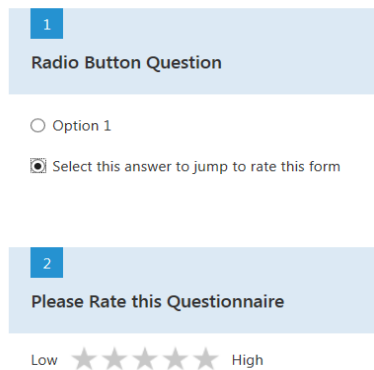 1
Radio Button Question
Option 1
Select this answer to jump to rate this form
2
Please Rate this Questionnaire
Low High